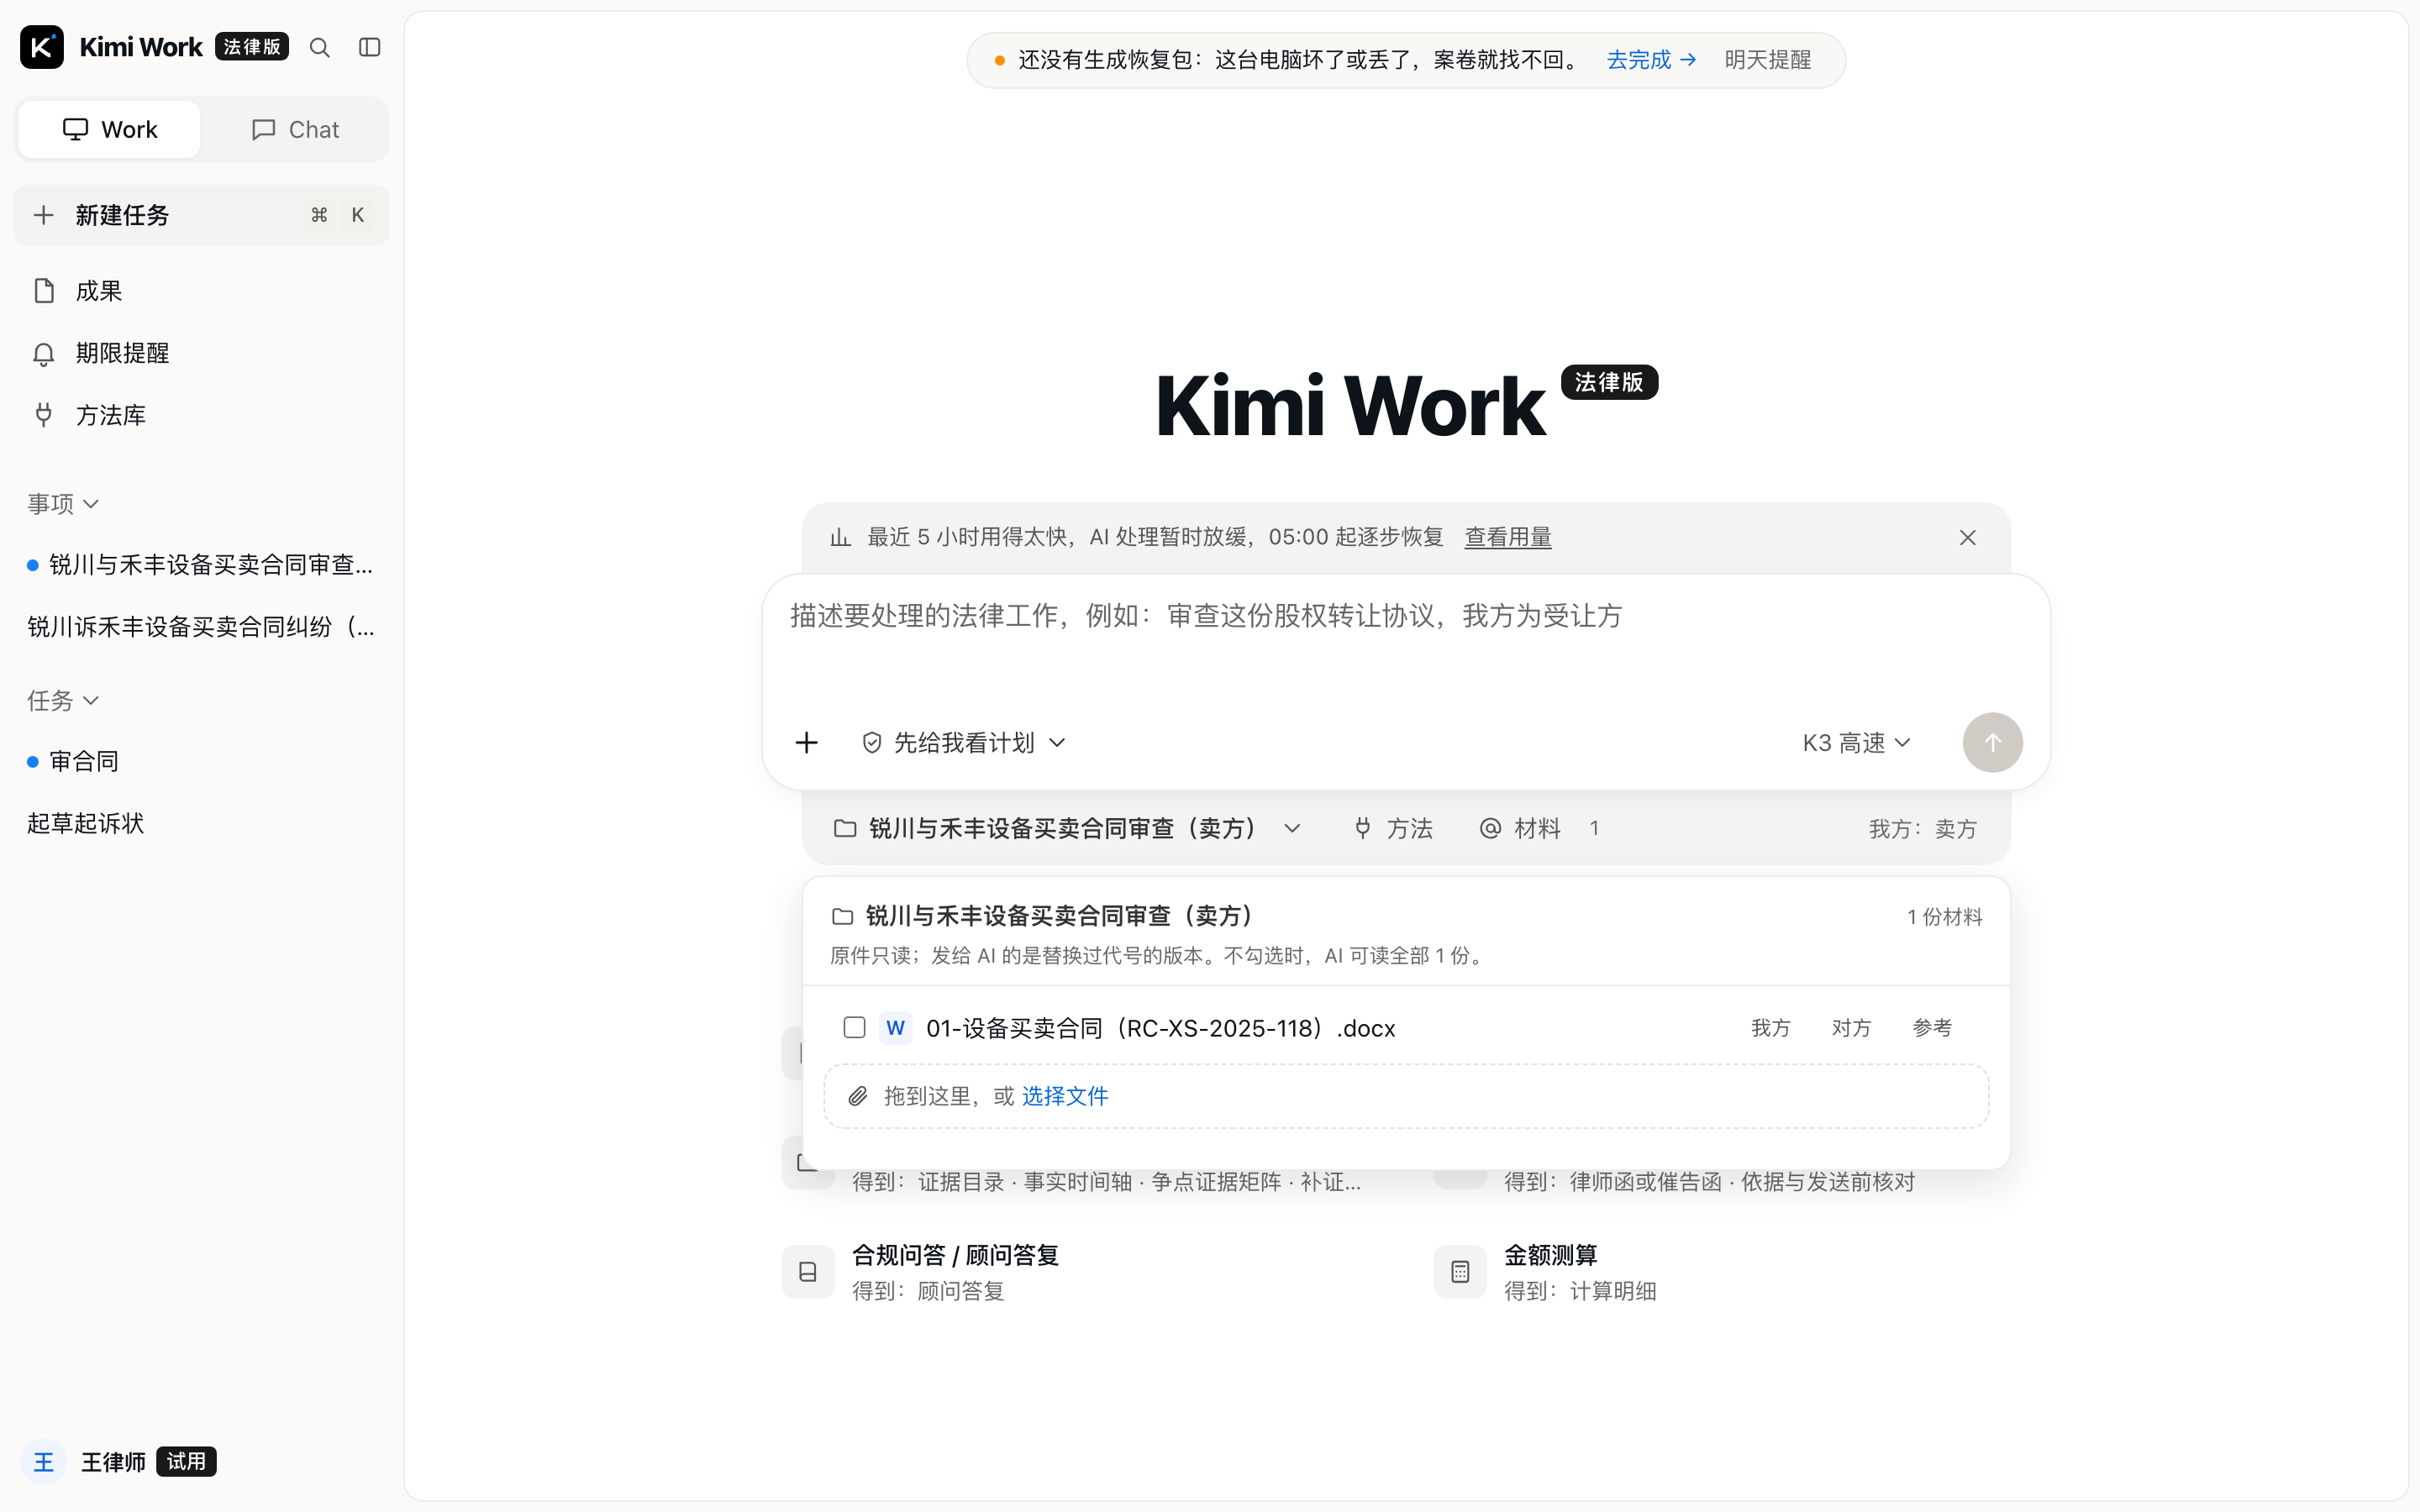 Kimi Work 法律版
Work
Chat
新建任务 ⌘ K
成果
期限提醒
方法库
事项
锐川与禾丰设备买卖合同审查...
锐川诉禾丰设备买卖合同纠纷（...
任务
审合同
起草起诉状
王 王律师 试用
还没有生成恢复包：这台电脑坏了或丢了，案卷就找不回。 去完成 → 明天提醒
Kimi Work 法律版
最近 5 小时用得太快，AI 处理暂时放缓，05:00 起逐步恢复 查看用量
描述要处理的法律工作，例如：审查这份股权转让协议，我方为受让方
先给我看计划
K3 高速
锐川与禾丰设备买卖合同审查（卖方） 方法 材料 1 我方：卖方
锐川与禾丰设备买卖合同审查（卖方） 1 份材料
原件只读；发给 AI 的是替换过代号的版本。不勾选时，AI 可读全部 1 份。
W 01-设备买卖合同（RC-XS-2025-118）.docx 我方 对方 参考
拖到这里，或 选择文件
得到：证据目录 · 事实时间轴 · 争点证据矩阵 · 补证...
得到：律师函或催告函 · 依据与发送前核对
合规问答 / 顾问答复
得到：顾问答复
金额测算
得到：计算明细